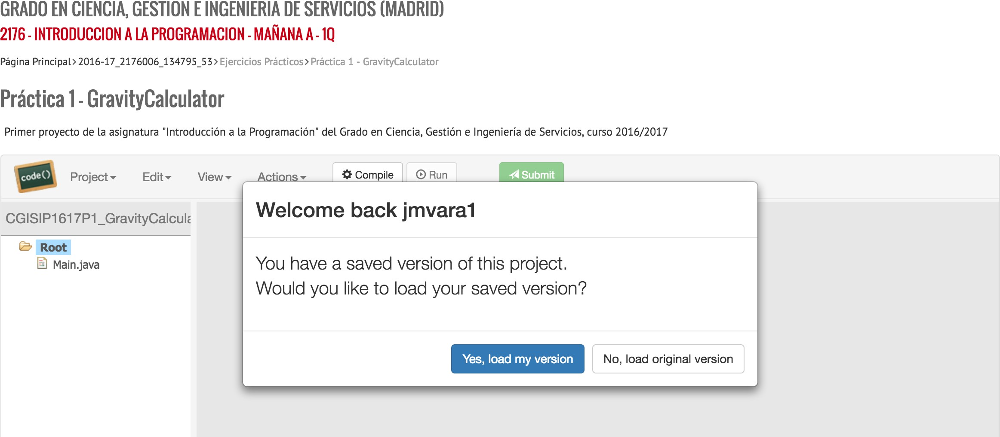 GRADO EN CIENCIA, GESTION E INGENIERIA DE SERVICIOS (MADRID)
2176 - INTRODUCCION A LA PROGRAMACION - MAÑANA A - 1Q
Página Principal > 2016-17_2176006_134795_53 > Ejercicios Prácticos > Práctica 1 - GravityCalculator
Práctica 1 - GravityCalculator
Primer proyecto de la asignatura "Introducción a la Programación" del Grado en Ciencia, Gestión e Ingeniería de Servicios, curso 2016/2017
code() Project Edit View Actions Compile Run Submit
CGISIP1617P1_GravityCalcula
Root
Main.java
Welcome back jmvara1
You have a saved version of this project.
Would you like to load your saved version?
Yes, load my version No, load original version